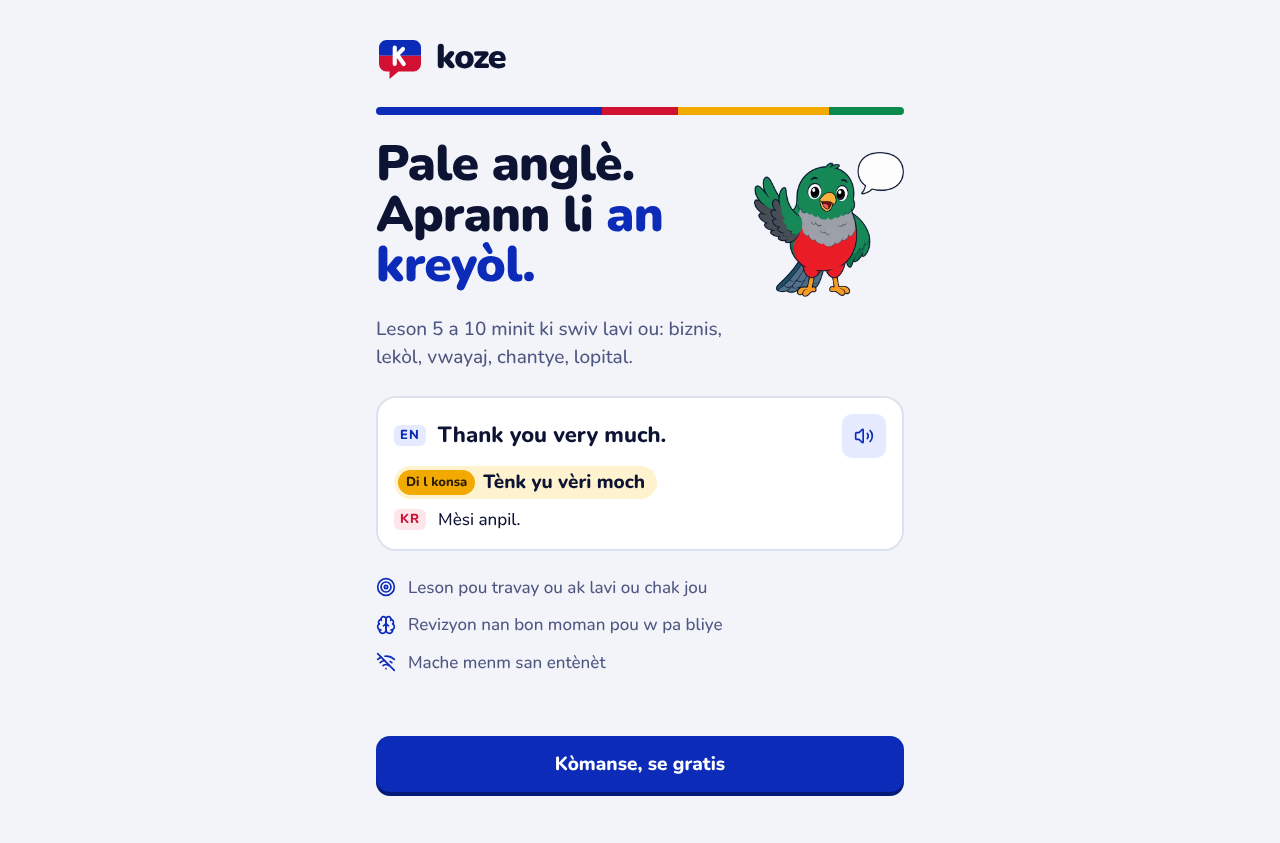 K koze
Pale anglè.
Aprann li an
kreyòl.
Leson 5 a 10 minit ki swiv lavi ou: biznis,
lekòl, vwayaj, chantye, lopital.
EN Thank you very much.
Di l konsa Tènk yu vèri moch
KR Mèsi anpil.
Leson pou travay ou ak lavi ou chak jou
Revizyon nan bon moman pou w pa bliye
Mache menm san entènèt
Kòmanse, se gratis